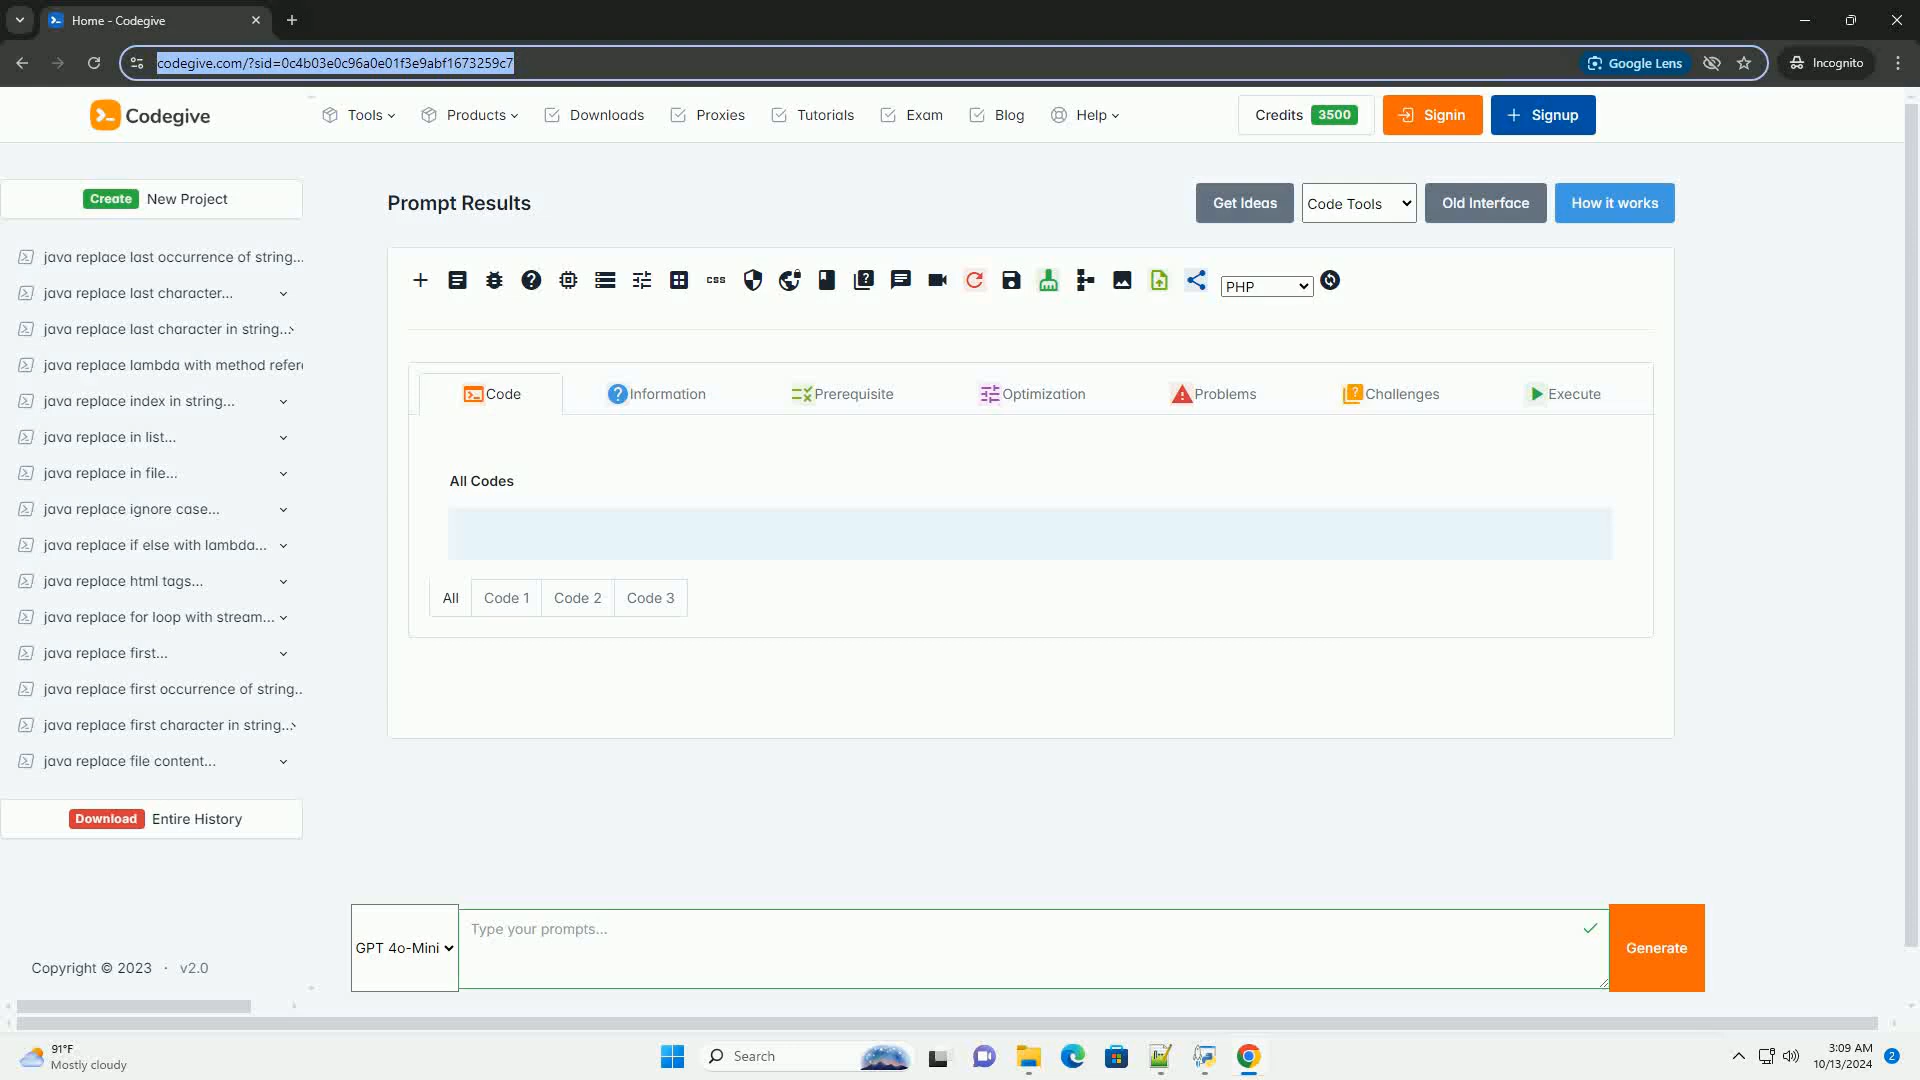 Home - Codegive
codegive.com/?sid=0c4b03e0c96a0e01f3e9abf1673259c7
Google Lens
Incognito
Codegive
Tools
Products
Downloads
Proxies
Tutorials
Exam
Blog
Help
Credits 3500
Signin
Signup
Create New Project
java replace last occurrence of string...
java replace last character...
java replace last character in string...
java replace lambda with method refer
java replace index in string...
java replace in list...
java replace in file...
java replace ignore case...
java replace if else with lambda...
java replace html tags...
java replace for loop with stream...
java replace first...
java replace first occurrence of string...
java replace first character in string...
java replace file content...
Download Entire History
Copyright © 2023 · v2.0
Prompt Results
Get Ideas
Code Tools
Old Interface
How it works
css
PHP
Code
Information
Prerequisite
Optimization
Problems
Challenges
Execute
All Codes
All
Code 1
Code 2
Code 3
GPT 4o-Mini
Type your prompts...
Generate
91°F
Mostly cloudy
Search
3:09 AM
10/13/2024
2